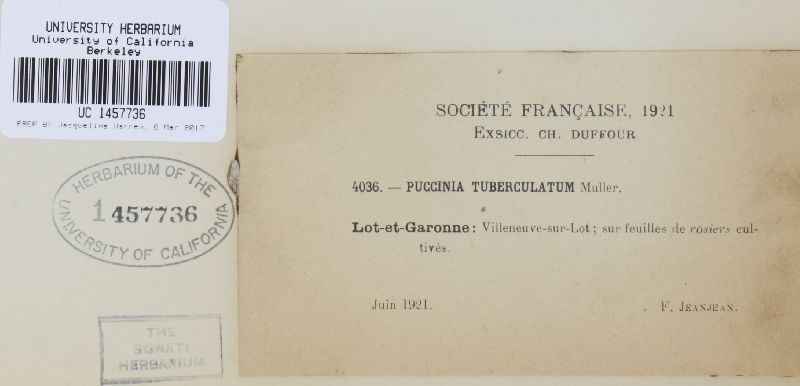 UNIVERSITY HERBARIUM
University of California
Berkeley
UC 1457736
PREP BY Jacqueline Warren, 6 Mar 2017
HERBARIUM OF THE
1457736
UNIVERSITY OF CALIFORNIA
THE
BONATI
HERBARIUM
SOCIÉTÉ FRANÇAISE, 1921
EXSICC. CH. DUFFOUR
4036. — PUCCINIA TUBERCULATUM Muller.
Lot-et-Garonne: Villeneuve-sur-Lot; sur feuilles de rosiers cul-
tivés.
Juin 1921.
F. JEANJEAN.